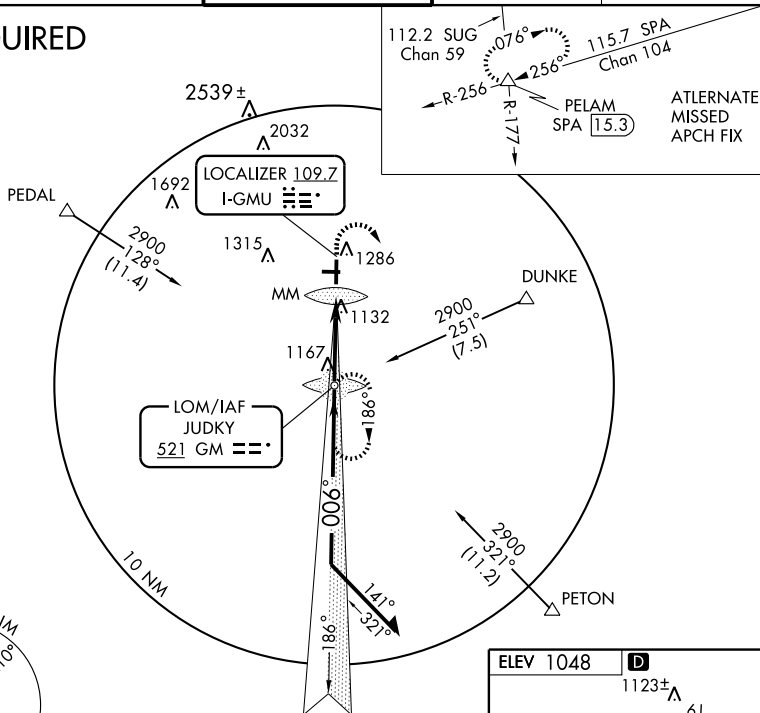 UIRED
112.2 SUG
Chan 59
076°
115.7 SPA
Chan 104
256°
R-256
R-177
PELAM
SPA 15.3
ATLERNATE
MISSED
APCH FIX
2539±
2032
LOCALIZER 109.7
I-GMU
1692
PEDAL
2900
128°
(11.4)
1315
1286
MM
1132
DUNKE
2900
251°
(7.5)
1167
LOM/IAF
JUDKY
521 GM
186°
006°
2900
321°
(11.2)
PETON
10 NM
141°
321°
186°
ELEV 1048 D
1123±
61